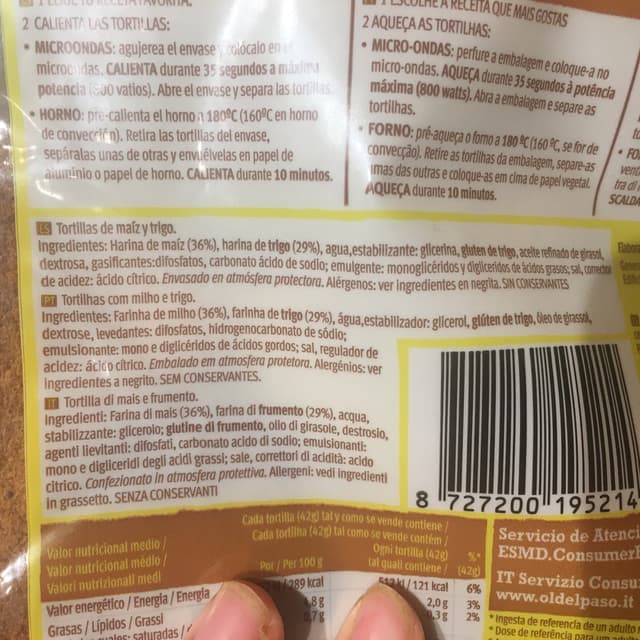 1 ESCOLHE A RECEITA QUE MAIS GOSTAS
2 CALIENTA LAS TORTILLAS:
• MICROONDAS: agujerea el envase y colócalo en el
microondas. CALIENTA durante 35 segundos a máxima
potencia (800 vatios). Abre el envase y separa las tortillas.
• HORNO: pre-calienta el horno a 180ºC (160ºC en horno
de convección). Retira las tortillas del envase,
sepáralas unas de otras y envuélvelas en papel de
aluminio o papel de horno. CALIENTA durante 10 minutos.
2 AQUEÇA AS TORTILHAS:
• MICRO-ONDAS: perfure a embalagem e coloque-a no
micro-ondas. AQUEÇA durante 35 segundos à potência
máxima (800 watts). Abra a embalagem e separe as
tortilhas.
• FORNO: pré-aqueça o forno a 180 ºC (160 ºC, se for de
convecção). Retire as tortilhas da embalagem, separe-as
umas das outras e coloque-as em cima de papel vegetal.
AQUEÇA durante 10 minutos.
SCALDA
ES Tortillas de maíz y trigo.
Ingredientes: Harina de maíz (36%), harina de trigo (29%), agua,estabilizante: glicerina, gluten de trigo, aceite refinado de girasol,
dextrosa, gasificantes:difosfatos, carbonato ácido de sodio; emulgente: monoglicéridos y diglicéridos de ácidos grasos; sal, corrector
de acidez: ácido cítrico. Envasado en atmósfera protectora. Alérgenos: ver ingredientes en negrita. SIN CONSERVANTES
PT Tortilhas com milho e trigo.
Ingredientes: Farinha de milho (36%), farinha de trigo (29%), água,estabilizador: glicerol, glúten de trigo, óleo de girassol,
dextrose, levedantes: difosfatos, hidrogenocarbonato de sódio;
emulsionante: mono e diglicéridos de ácidos gordos; sal, regulador de
acidez: ácido cítrico. Embalado em atmosfera protetora. Alergénios: ver
ingredientes a negrito. SEM CONSERVANTES.
IT Tortilla di mais e frumento.
Ingredienti: Farina di mais (36%), farina di frumento (29%), acqua,
stabilizzante: glicerolo; glutine di frumento, olio di girasole, destrosio,
agenti lievitanti: difosfati, carbonato acido di sodio; emulsionanti:
mono e digliceridi degli acidi grassi; sale, correttori di acidità: acido
citrico. Confezionato in atmosfera protettiva. Allergeni: vedi ingredienti
in grassetto. SENZA CONSERVANTI
8 727200 195214
Valor nutricional medio /
Valor nutricional médio /
Valori nutrizionali medi
Por / Per 100 g
Cada tortilla (42g) tal y como se vende contiene /
Cada tortilha (42g) tal como se vende contém /
Ogni tortilla (42g)
tal quali contiene /
%*
(42g)
Valor energético / Energia / Energia 289 kcal 121 kcal 6%
Grasas / Lípidos / Grassi 2,0 g 3%
saturadas / 2%
Servicio de Atenci
ESMD.Consumer
IT Servizio Consu
www.oldelpaso.it
*Ingesta de referencia de un adulto